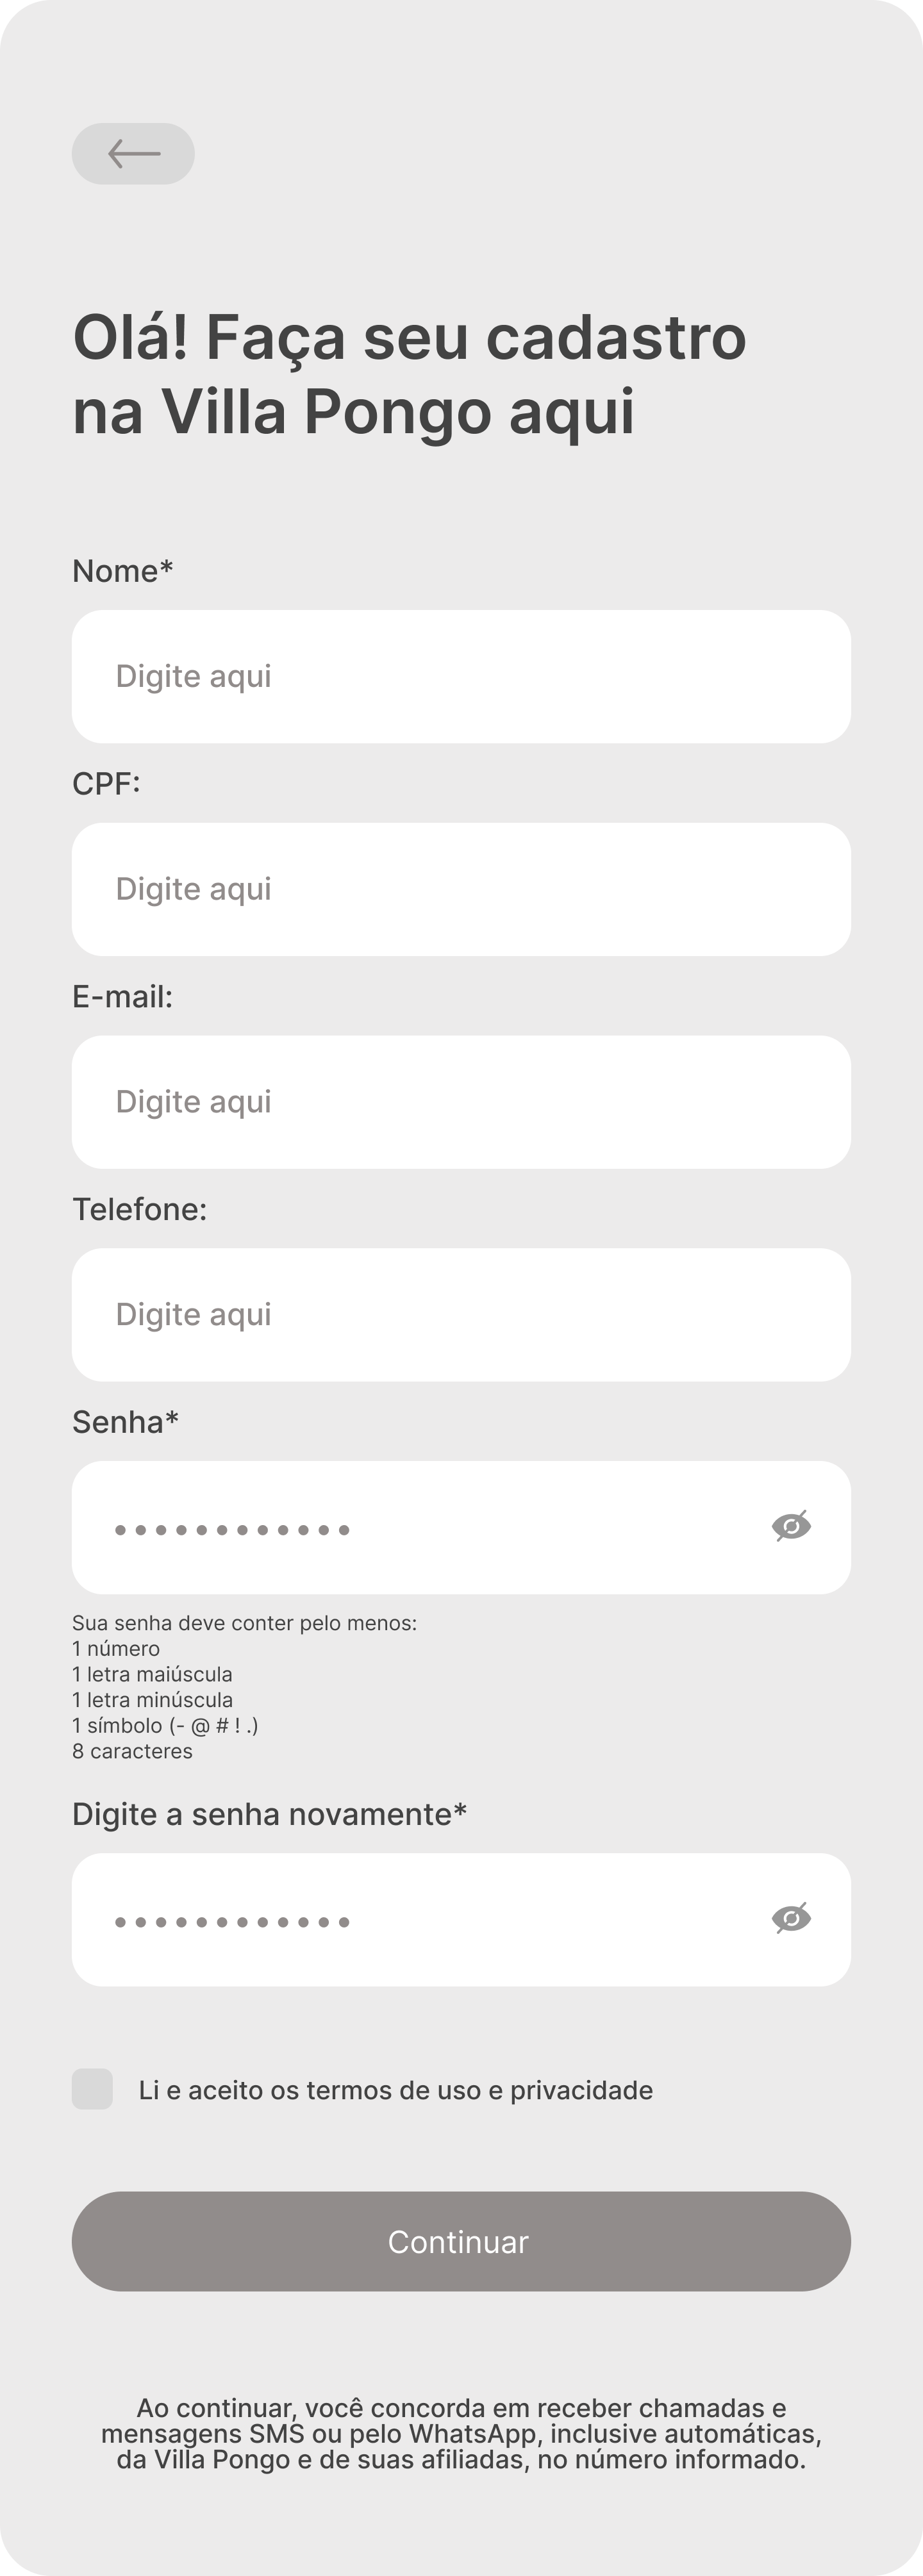 Olá! Faça seu cadastro
na Villa Pongo aqui
Nome*
Digite aqui
CPF:
Digite aqui
E-mail:
Digite aqui
Telefone:
Digite aqui
Senha*
Sua senha deve conter pelo menos:
1 número
1 letra maiúscula
1 letra minúscula
1 símbolo (- @ # ! .)
8 caracteres
Digite a senha novamente*
Li e aceito os termos de uso e privacidade
Continuar
Ao continuar, você concorda em receber chamadas e
mensagens SMS ou pelo WhatsApp, inclusive automáticas,
da Villa Pongo e de suas afiliadas, no número informado.